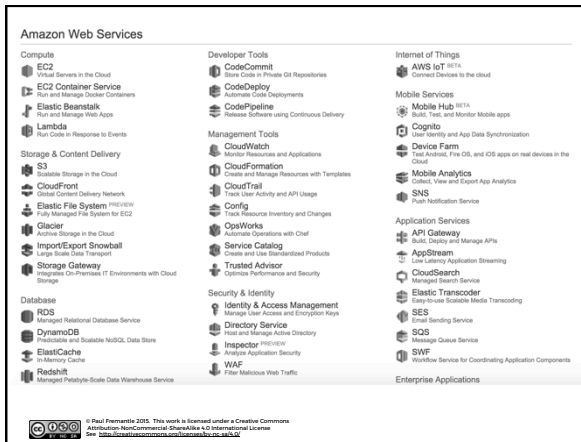 Amazon Web Services
Compute
EC2
Virtual Servers in the Cloud
EC2 Container Service
Run and Manage Docker Containers
Elastic Beanstalk
Run and Manage Web Apps
Lambda
Run Code in Response to Events
Storage & Content Delivery
S3
Scalable Storage in the Cloud
CloudFront
Global Content Delivery Network
Elastic File System PREVIEW
Fully Managed File System for EC2
Glacier
Archive Storage in the Cloud
Import/Export Snowball
Large Scale Data Transport
Storage Gateway
Integrates On-Premises IT Environments with Cloud
Storage
Database
RDS
Managed Relational Database Service
DynamoDB
Predictable and Scalable NoSQL Data Store
ElastiCache
In-Memory Cache
Redshift
Managed Petabyte-Scale Data Warehouse Service
Developer Tools
CodeCommit
Store Code in Private Git Repositories
CodeDeploy
Automate Code Deployments
CodePipeline
Release Software using Continuous Delivery
Management Tools
CloudWatch
Monitor Resources and Applications
CloudFormation
Create and Manage Resources with Templates
CloudTrail
Track User Activity and API Usage
Config
Track Resource Inventory and Changes
OpsWorks
Automate Operations with Chef
Service Catalog
Create and Use Standardized Products
Trusted Advisor
Optimize Performance and Security
Security & Identity
Identity & Access Management
Manage User Access and Encryption Keys
Directory Service
Host and Manage Active Directory
Inspector PREVIEW
Analyze Application Security
WAF
Filter Malicious Web Traffic
Internet of Things
AWS IoT BETA
Connect Devices to the cloud
Mobile Services
Mobile Hub BETA
Build, Test, and Monitor Mobile apps
Cognito
User Identity and App Data Synchronization
Device Farm
Test Android, Fire OS, and iOS apps on real devices in the
Cloud
Mobile Analytics
Collect, View and Export App Analytics
SNS
Push Notification Service
Application Services
API Gateway
Build, Deploy and Manage APIs
AppStream
Low Latency Application Streaming
CloudSearch
Managed Search Service
Elastic Transcoder
Easy-to-use Scalable Media Transcoding
SES
Email Sending Service
SQS
Message Queue Service
SWF
Workflow Service for Coordinating Application Components
Enterprise Applications
cc BY NC SA
© Paul Fremantle 2015. This work is licensed under a Creative Commons
Attribution-NonCommercial-ShareAlike 4.0 International License
See http://creativecommons.org/licenses/by-nc-sa/4.0/